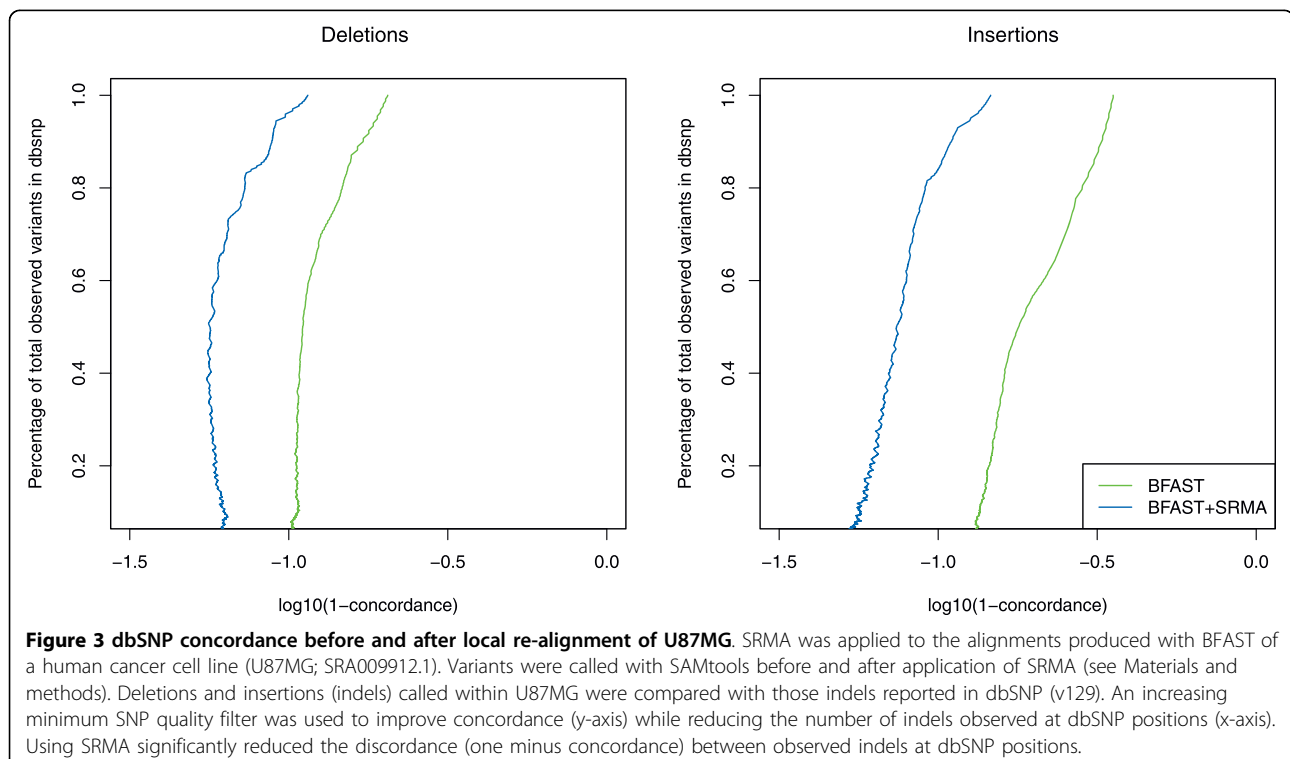 Deletions
Insertions
Percentage of total observed variants in dbsnp
1.0
0.8
0.6
0.4
0.2
−1.5
−1.0
−0.5
0.0
log10(1−concordance)
Percentage of total observed variants in dbsnp
1.0
0.8
0.6
0.4
0.2
BFAST
BFAST+SRMA
−1.5
−1.0
−0.5
0.0
log10(1−concordance)
Figure 3 dbSNP concordance before and after local re-alignment of U87MG. SRMA was applied to the alignments produced with BFAST of
a human cancer cell line (U87MG; SRA009912.1). Variants were called with SAMtools before and after application of SRMA (see Materials and
methods). Deletions and insertions (indels) called within U87MG were compared with those indels reported in dbSNP (v129). An increasing
minimum SNP quality filter was used to improve concordance (y-axis) while reducing the number of indels observed at dbSNP positions (x-axis).
Using SRMA significantly reduced the discordance (one minus concordance) between observed indels at dbSNP positions.